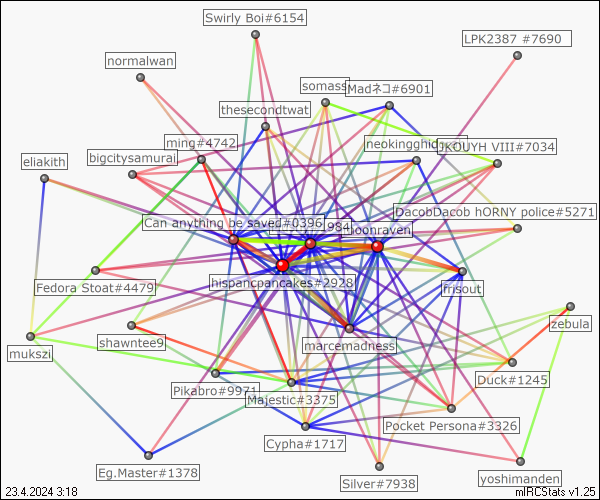 Swirly Boi#6154
LPK2387 #7690
normalwan
somass
Madネコ#6901
thesecondtwat
ming#4742
neokingghi
JKOUYH VIII#7034
eliakith
bigcitysamurai
DacobDacob hORNY police#5271
Can anything be saved#0396
984
moonraven
Fedora Stoat#4479
hispancpancakes#2928
frisout
zebula
mukszi
shawntee9
marcemadness
Duck#1245
Pikabro#9971
Majestic#3375
Pocket Persona#3326
Cypha#1717
Eg.Master#1378
Silver#7938
yoshimanden
23.4.2024 3:18
mIRCStats v1.25